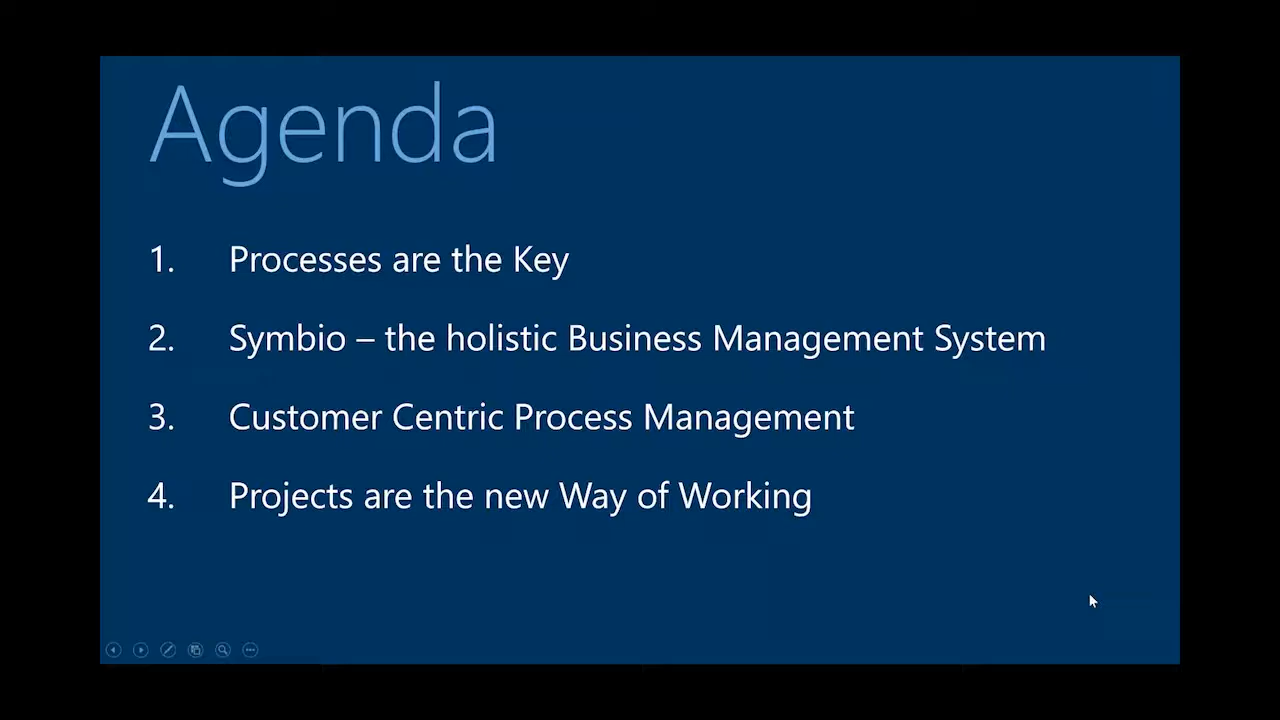 Agenda
1. Processes are the Key
2. Symbio – the holistic Business Management System
3. Customer Centric Process Management
4. Projects are the new Way of Working